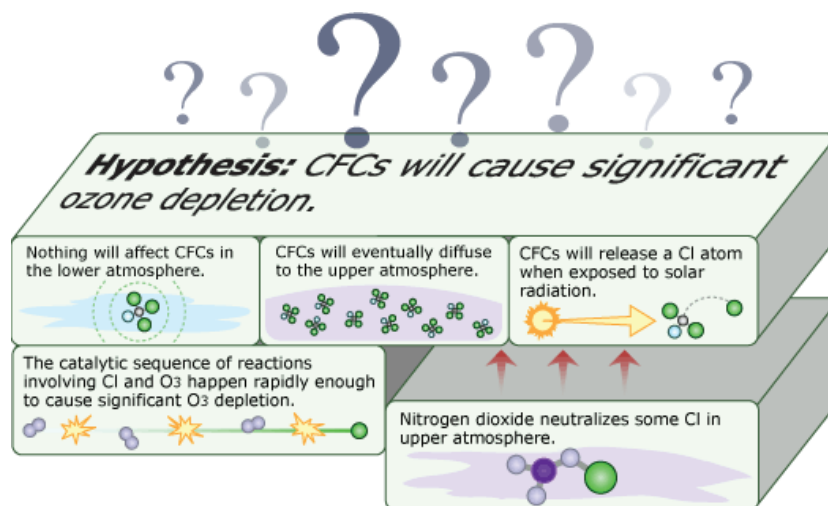 ? ? ? ? ? ? ?
Hypothesis: CFCs will cause significant
ozone depletion.
Nothing will affect CFCs in
the lower atmosphere.
CFCs will eventually diffuse
to the upper atmosphere.
CFCs will release a Cl atom
when exposed to solar
radiation.
The catalytic sequence of reactions
involving Cl and O3 happen rapidly enough
to cause significant O3 depletion.
Nitrogen dioxide neutralizes some Cl in
upper atmosphere.